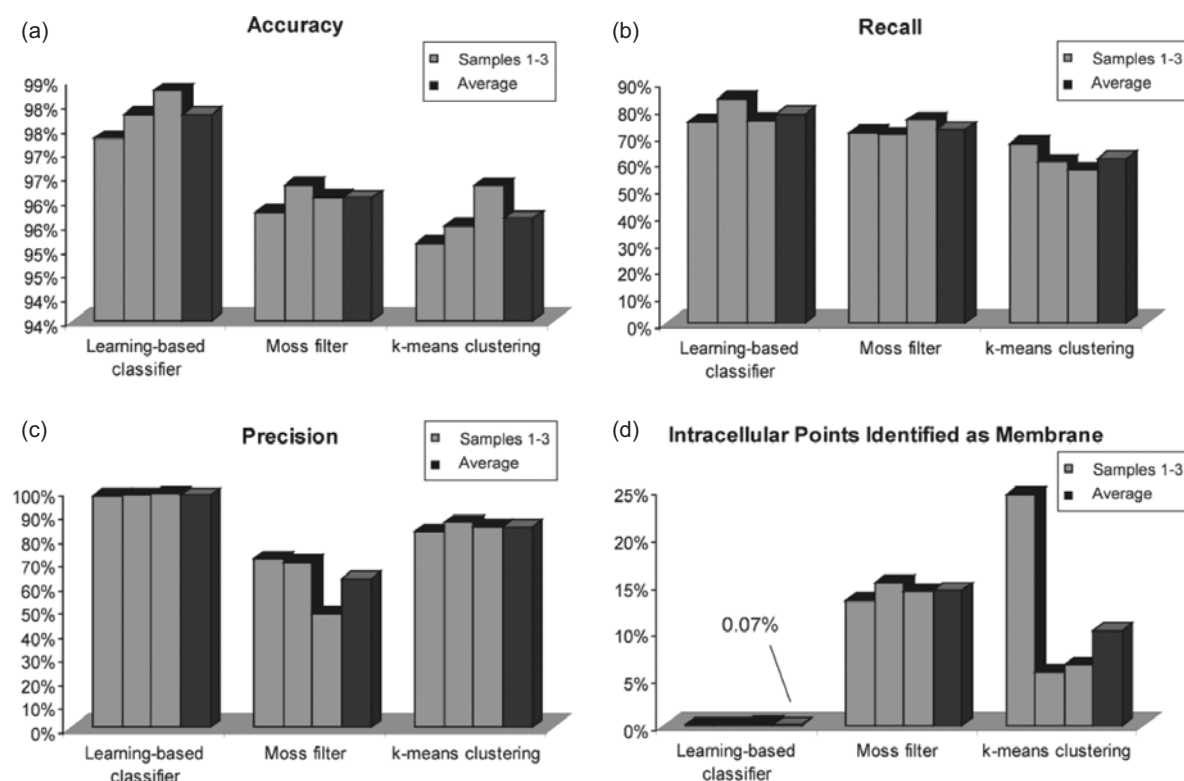 (a)
Accuracy
Samples 1-3
Average
99%
98%
98%
97%
97%
96%
96%
95%
95%
94%
94%
Learning-based
classifier
Moss filter
k-means clustering
(b)
Recall
Samples 1-3
Average
90%
80%
70%
60%
50%
40%
30%
20%
10%
0%
Learning-based
classifier
Moss filter
k-means clustering
(c)
Precision
Samples 1-3
Average
100%
90%
80%
70%
60%
50%
40%
30%
20%
10%
0%
Learning-based
classifier
Moss filter
k-means clustering
(d)
Intracellular Points Identified as Membrane
Samples 1-3
Average
25%
20%
15%
10%
5%
0%
0.07%
Learning-based
classifier
Moss filter
k-means clustering